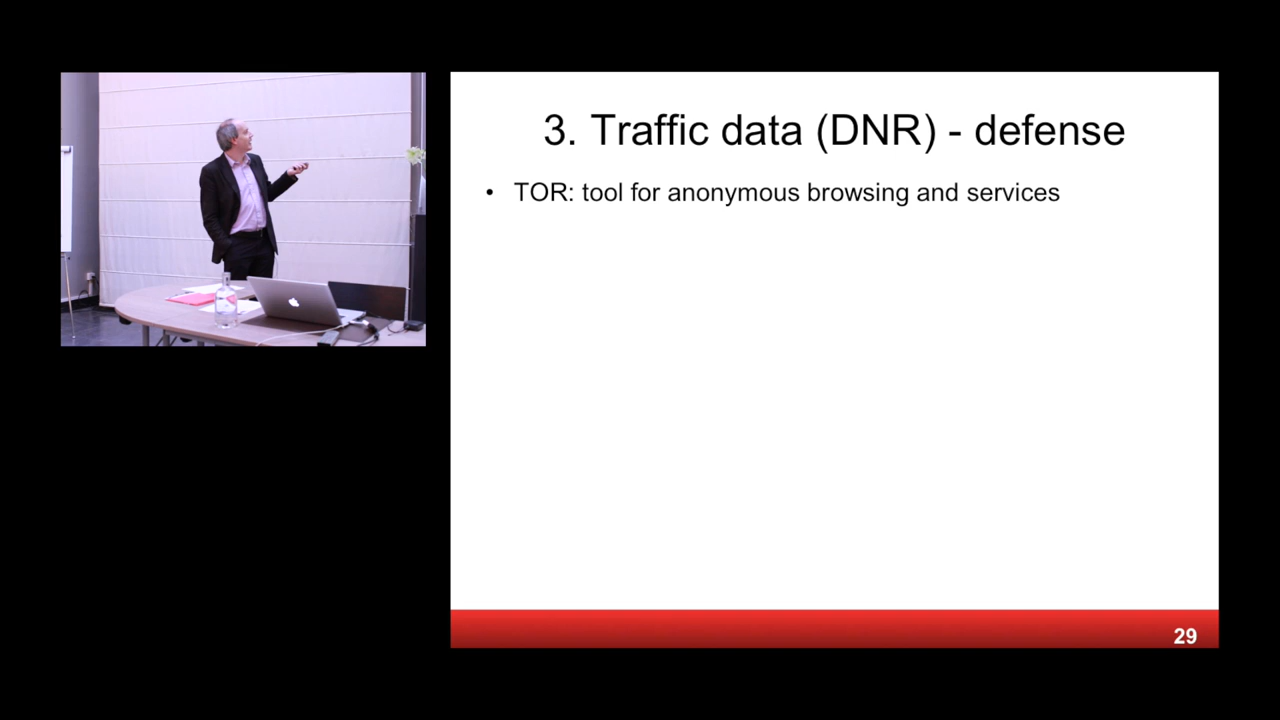 3. Traffic data (DNR) - defense
• TOR: tool for anonymous browsing and services
29